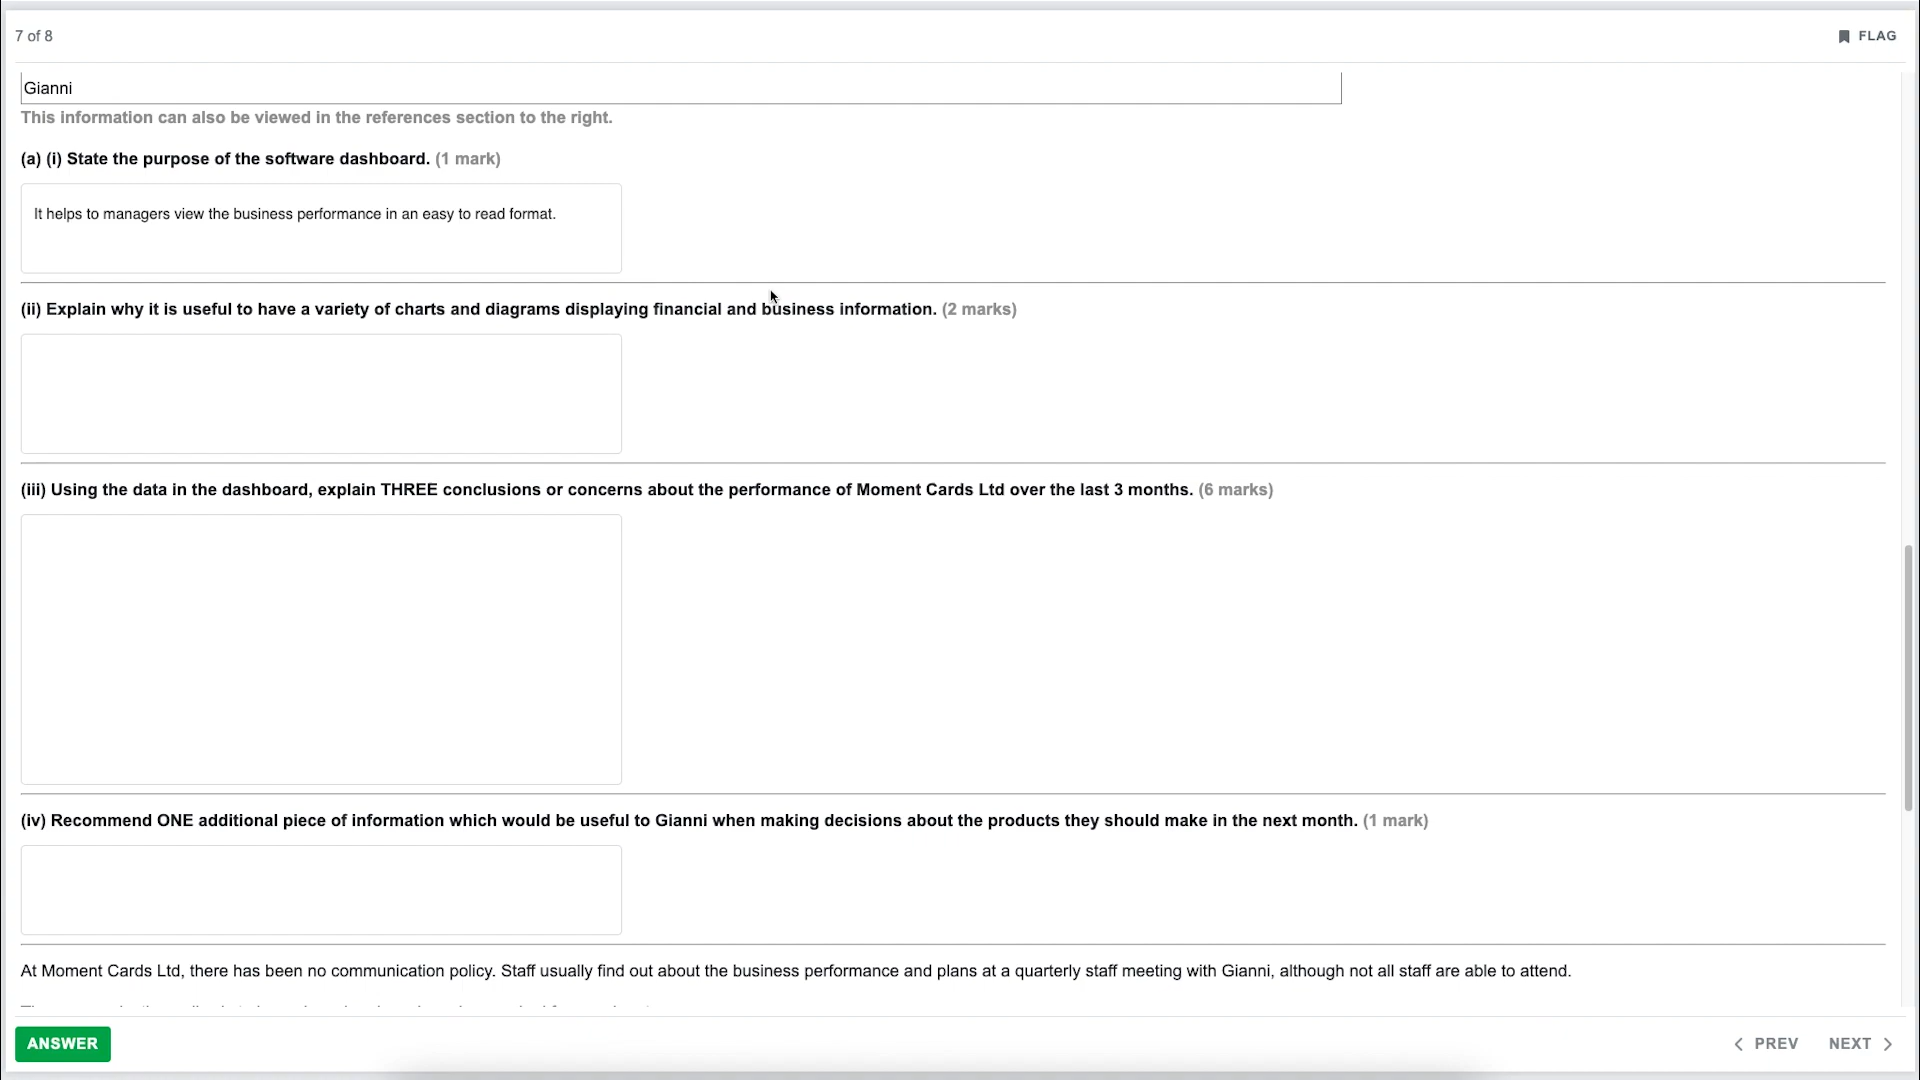 7 of 8
FLAG
Gianni
This information can also be viewed in the references section to the right.
(a) (i) State the purpose of the software dashboard. (1 mark)
It helps to managers view the business performance in an easy to read format.
(ii) Explain why it is useful to have a variety of charts and diagrams displaying financial and business information. (2 marks)
(iii) Using the data in the dashboard, explain THREE conclusions or concerns about the performance of Moment Cards Ltd over the last 3 months. (6 marks)
(iv) Recommend ONE additional piece of information which would be useful to Gianni when making decisions about the products they should make in the next month. (1 mark)
At Moment Cards Ltd, there has been no communication policy. Staff usually find out about the business performance and plans at a quarterly staff meeting with Gianni, although not all staff are able to attend.
ANSWER
PREV
NEXT